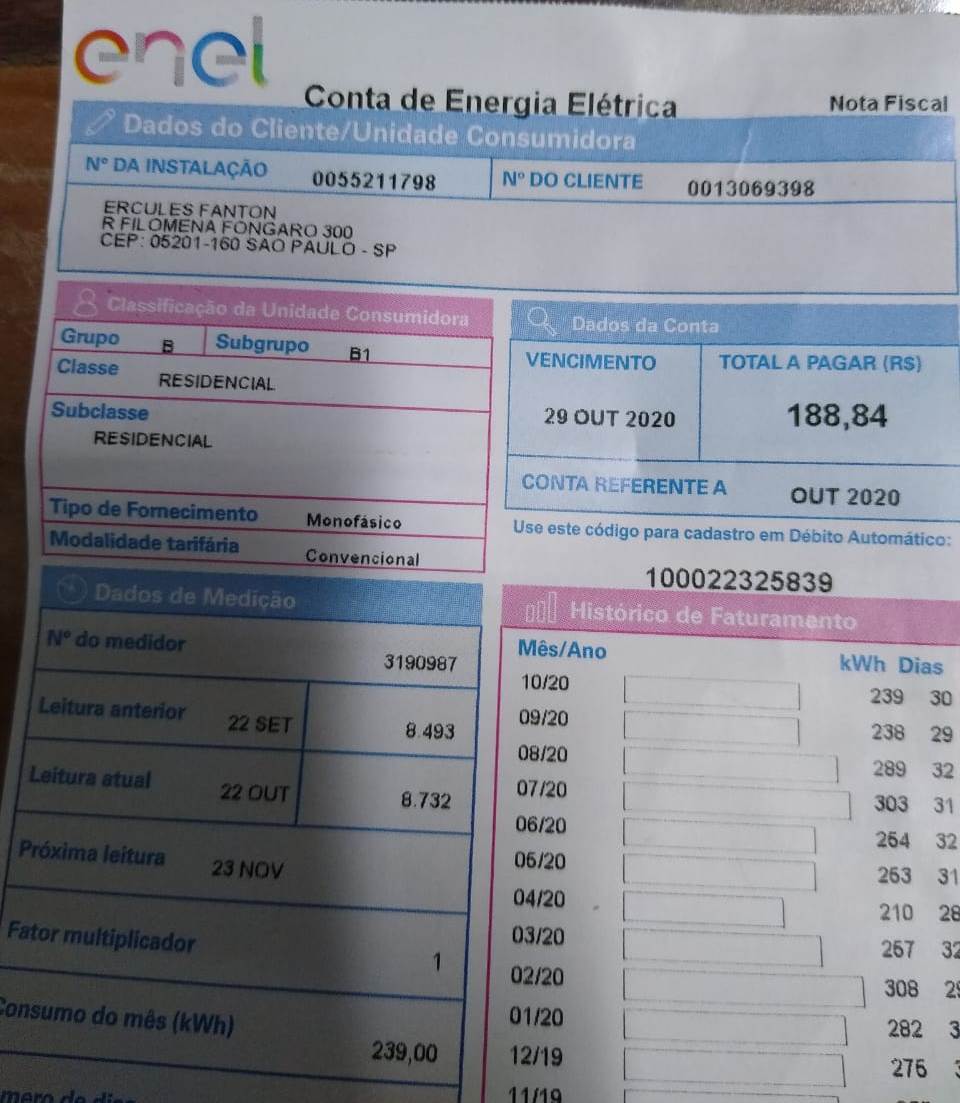 enel
Conta de Energia Elétrica
Nota Fiscal
Dados do Cliente/Unidade Consumidora
Nº DA INSTALAÇÃO 0055211798 Nº DO CLIENTE 0013069398
ERCULES FANTON
R FILOMENA FONGARO 300
CEP: 05201-160 SAO PAULO - SP
Classificação da Unidade Consumidora
Grupo B Subgrupo B1
Classe RESIDENCIAL
Subclasse
RESIDENCIAL
Tipo de Fornecimento Monofásico
Modalidade tarifária Convencional
Dados da Conta
VENCIMENTO TOTAL A PAGAR (R$)
29 OUT 2020 188,84
CONTA REFERENTE A OUT 2020
Use este código para cadastro em Débito Automático:
100022325839
Dados de Medição
Nº do medidor 3190987
Leitura anterior 22 SET 8.493
Leitura atual 22 OUT 8.732
Próxima leitura 23 NOV
Fator multiplicador 1
Consumo do mês (kWh) 239,00
Histórico de Faturamento
Mês/Ano kWh Dias
10/20 239 30
09/20 238 29
08/20 289 32
07/20 303 31
06/20 264 32
05/20 263 31
04/20 210 28
03/20 267 32
02/20 308 29
01/20 282 3
12/19 275
11/19